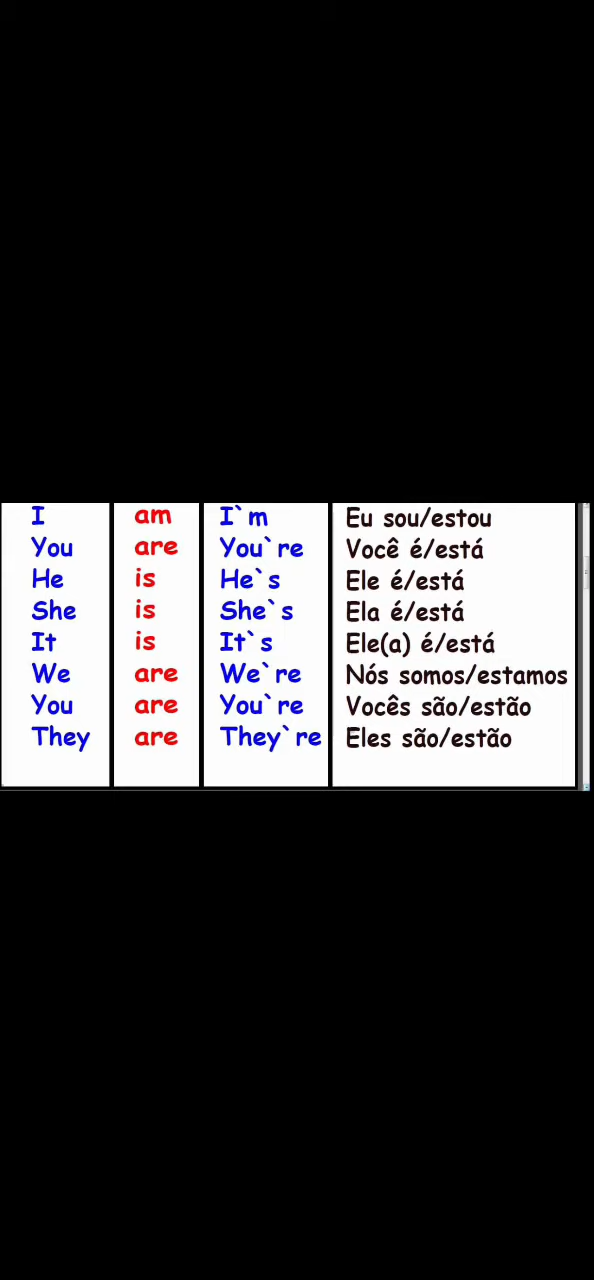 I am I`m Eu sou/estou
You are You`re Você é/está
He is He`s Ele é/está
She is She`s Ela é/está
It is It`s Ele(a) é/está
We are We`re Nós somos/estamos
You are You`re Vocês são/estão
They are They`re Eles são/estão